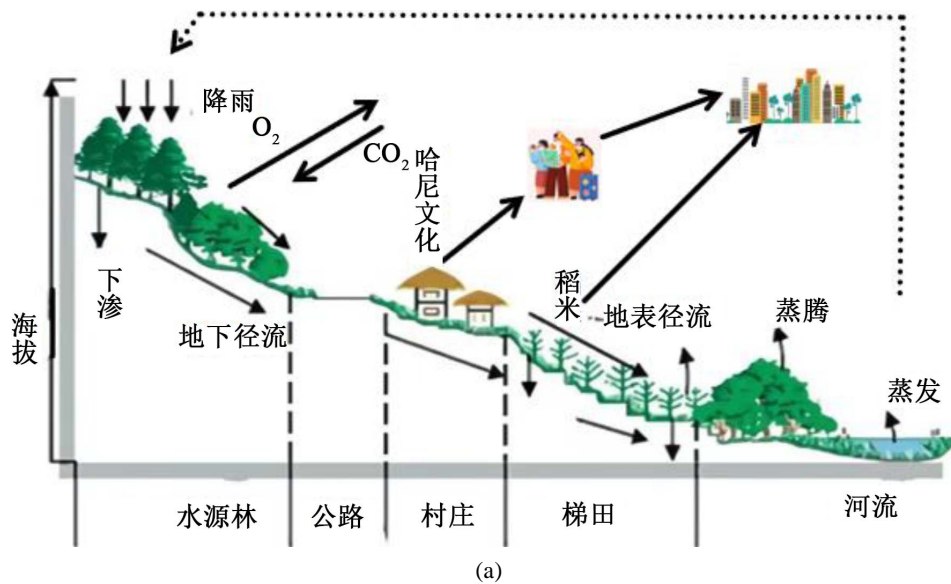 降雨
O₂
CO₂
哈尼文化
下渗
地下径流
海拔
稻米
地表径流
蒸腾
蒸发
水源林
公路
村庄
梯田
河流
(a)